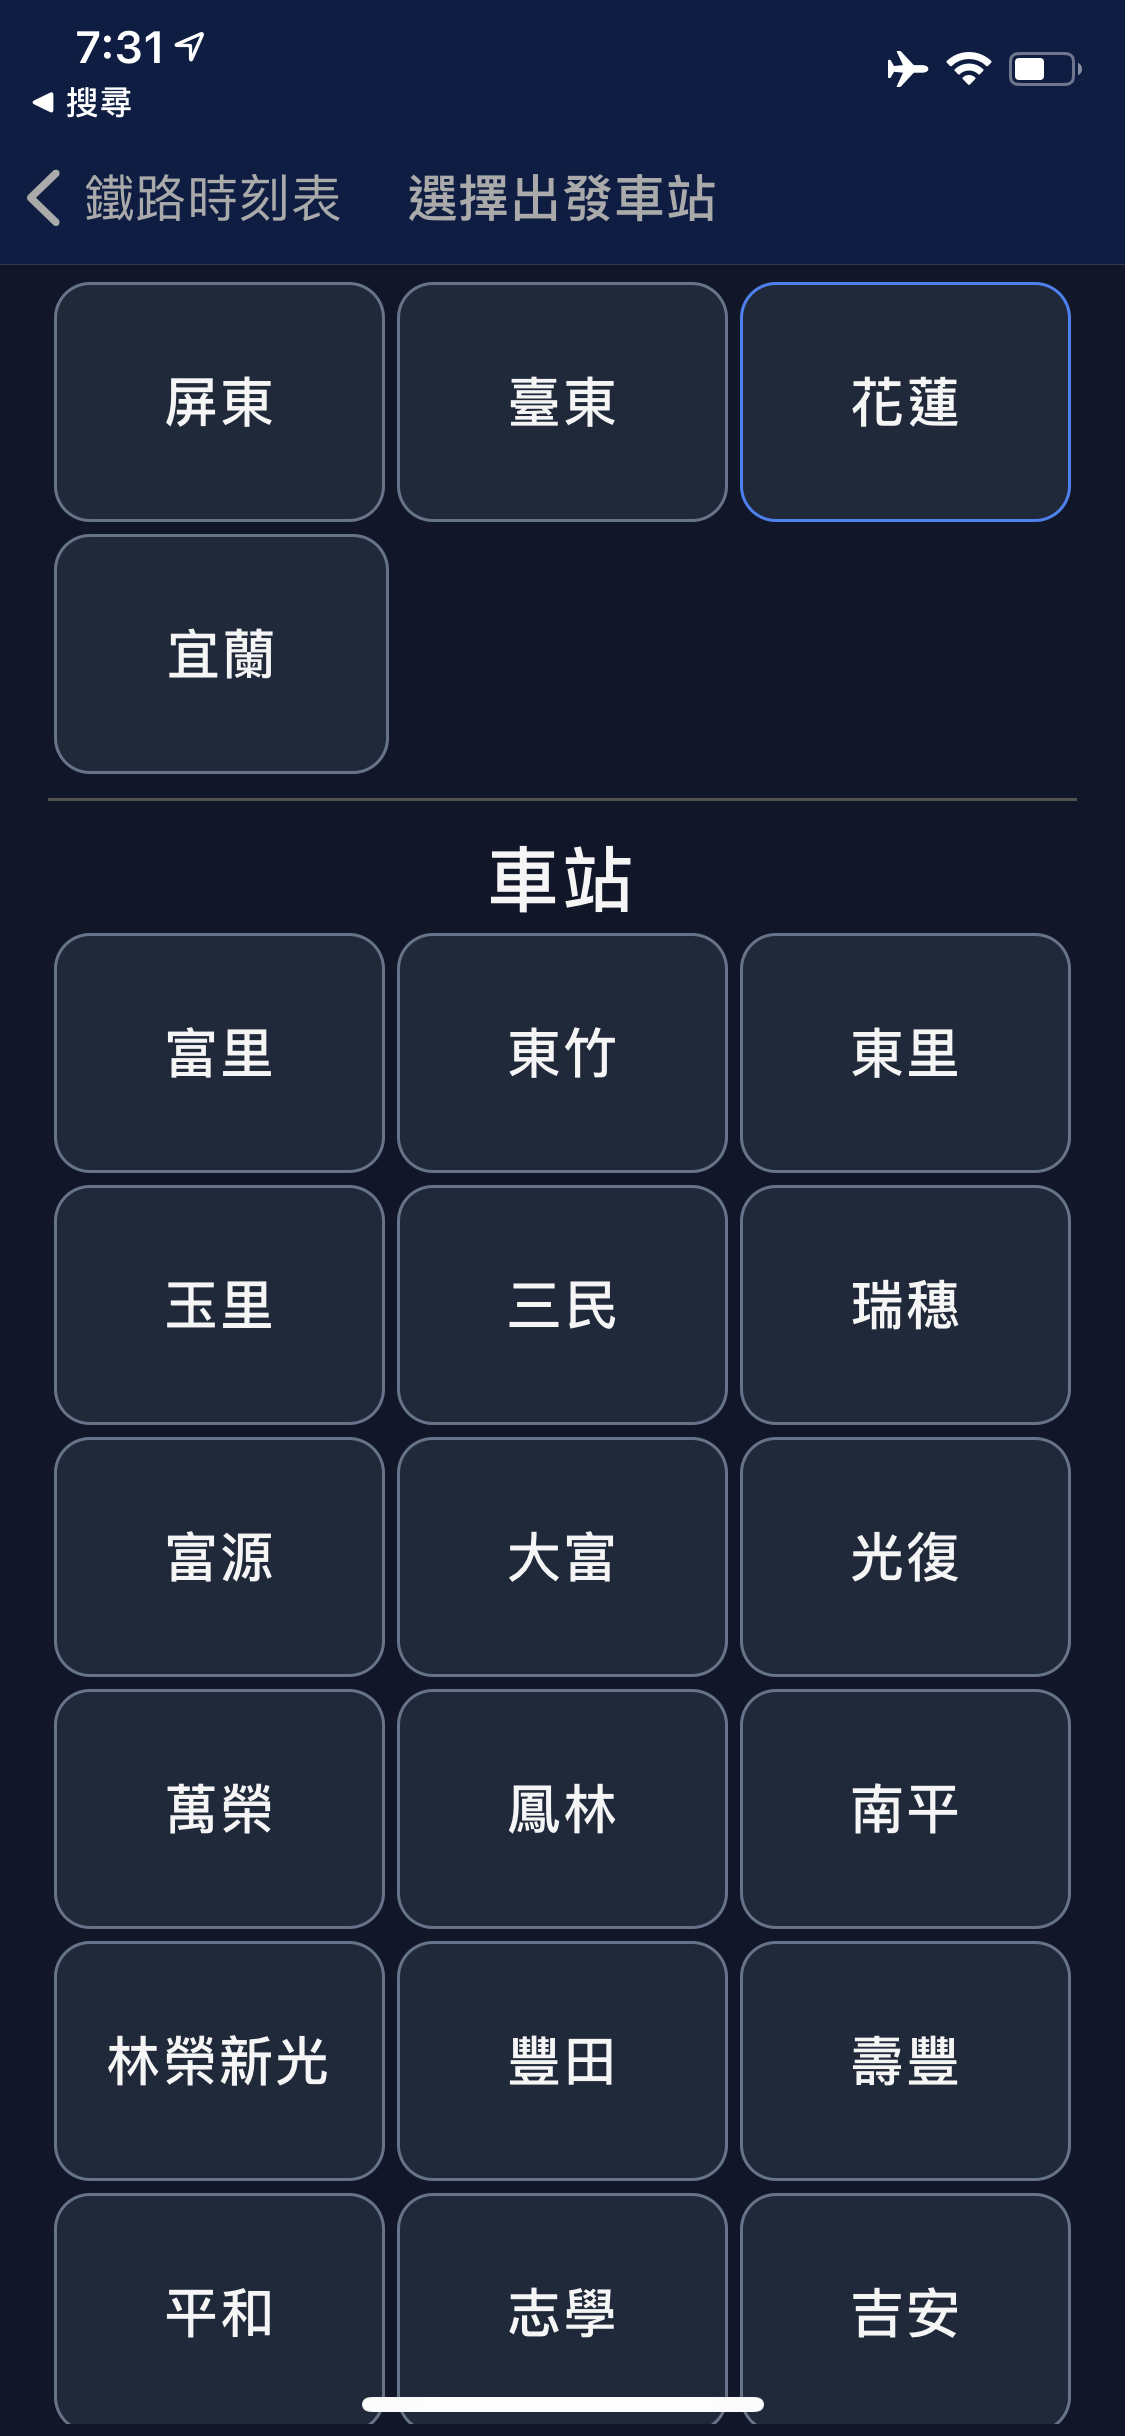 7:31
搜尋
鐵路時刻表 選擇出發車站
屏東 臺東 花蓮
宜蘭
車站
富里 東竹 東里
玉里 三民 瑞穗
富源 大富 光復
萬榮 鳳林 南平
林榮新光 豐田 壽豐
平和 志學 吉安